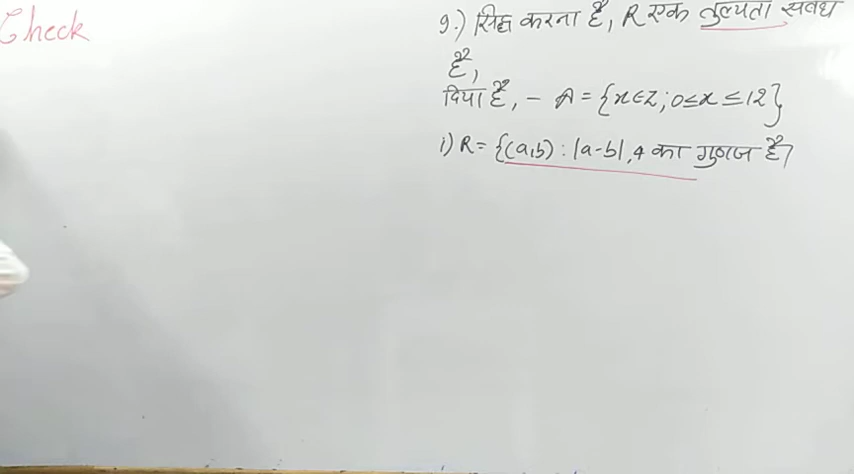 Check
9.) सिद्ध करना है, R एक तुल्यता संबंध
है,
दिया है, - A = {x∈Z ; 0≤x≤12}
i) R = {(a,b) : |a-b|, 4 का गुणज है}